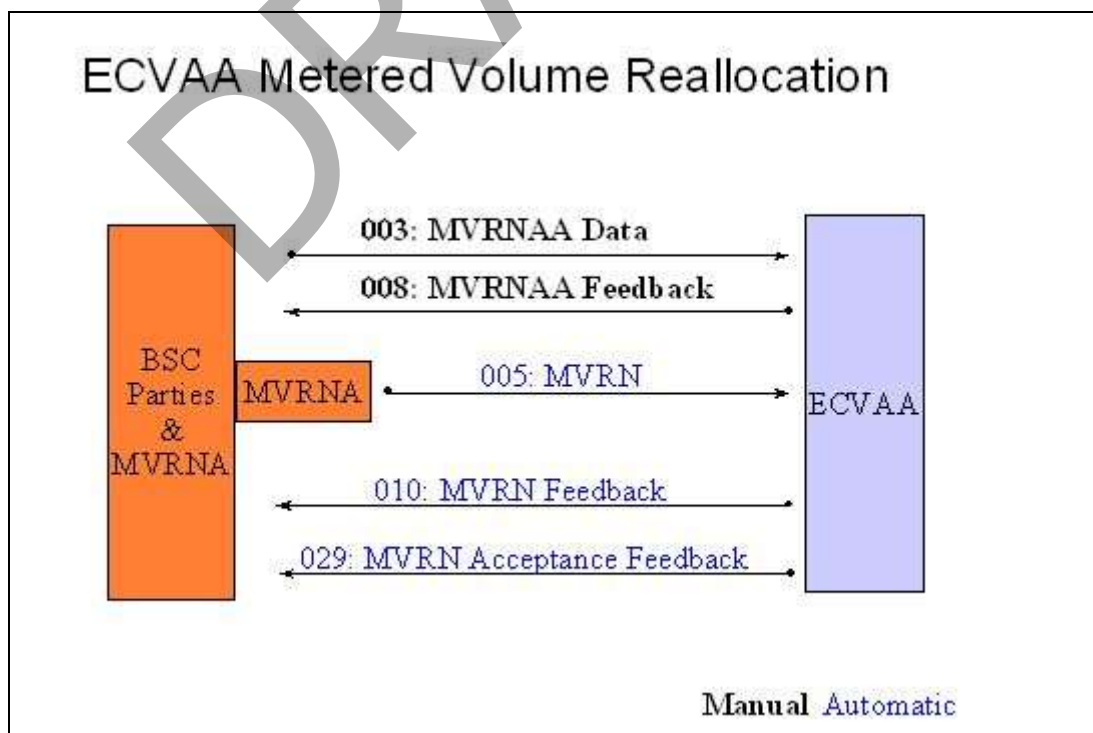 ECVAA Metered Volume Reallocation
003: MVRNAA Data
008: MVRNAA Feedback
BSC
Parties
&
MVRNA
MVRNA
005: MVRN
ECVAA
010: MVRN Feedback
029: MVRN Acceptance Feedback
Manual Automatic